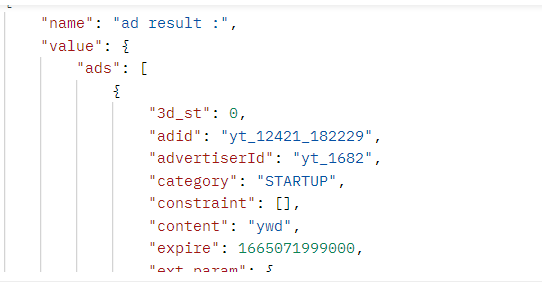 "name": "ad result :",
"value": {
"ads": [
{
"3d_st": 0,
"adid": "yt_12421_182229",
"advertiserId": "yt_1682",
"category": "STARTUP",
"constraint": [],
"content": "ywd",
"expire": 1665071999000,
"ext_param": {